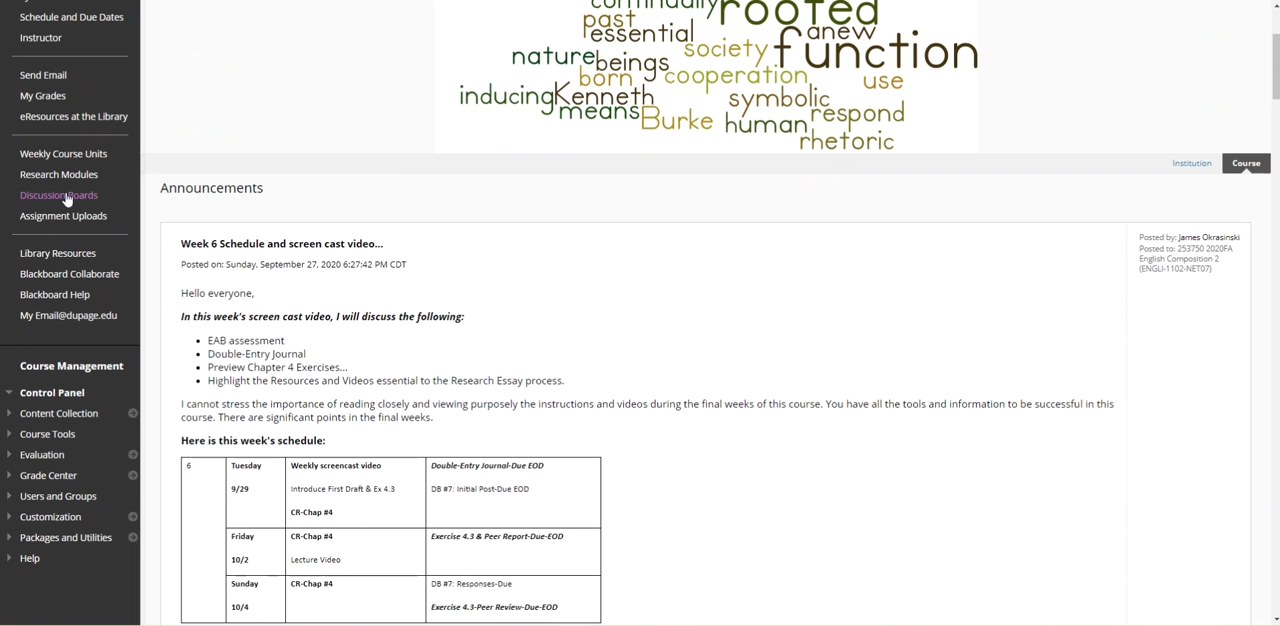 Schedule and Due Dates
Instructor
Send Email
My Grades
eResources at the Library
Weekly Course Units
Research Modules
Discussion Boards
Assignment Uploads
Library Resources
Blackboard Collaborate
Blackboard Help
My Email@dupage.edu
Course Management
Control Panel
Content Collection
Course Tools
Evaluation
Grade Center
Users and Groups
Customization
Packages and Utilities
Help
continually
rooted
past
essential
anew
function
nature
beings
society
born
cooperation
use
inducing
Kenneth
means
symbolic
respond
Burke
human
rhetoric
Institution
Course
Announcements
Week 6 Schedule and screen cast video...
Posted on: Sunday, September 27, 2020 6:27:42 PM CDT
Posted by: James Okrasinski
Posted to: 253750 2020FA
English Composition 2
(ENGLI-1102-NET07)
Hello everyone,
In this week's screen cast video, I will discuss the following:
• EAB assessment
• Double-Entry Journal
• Preview Chapter 4 Exercises...
• Highlight the Resources and Videos essential to the Research Essay process.
I cannot stress the importance of reading closely and viewing purposely the instructions and videos during the final weeks of this course. You have all the tools and information to be successful in this
course. There are significant points in the final weeks.
Here is this week's schedule:
6 Tuesday Weekly screencast video Double-Entry Journal-Due EOD
9/29 Introduce First Draft & Ex 4.3 DB #7: Initial Post-Due EOD
CR-Chap #4
Friday CR-Chap #4 Exercise 4.3 & Peer Report-Due-EOD
10/2 Lecture Video
Sunday CR-Chap #4 DB #7: Responses-Due
10/4 Exercise 4.3-Peer Review-Due-EOD